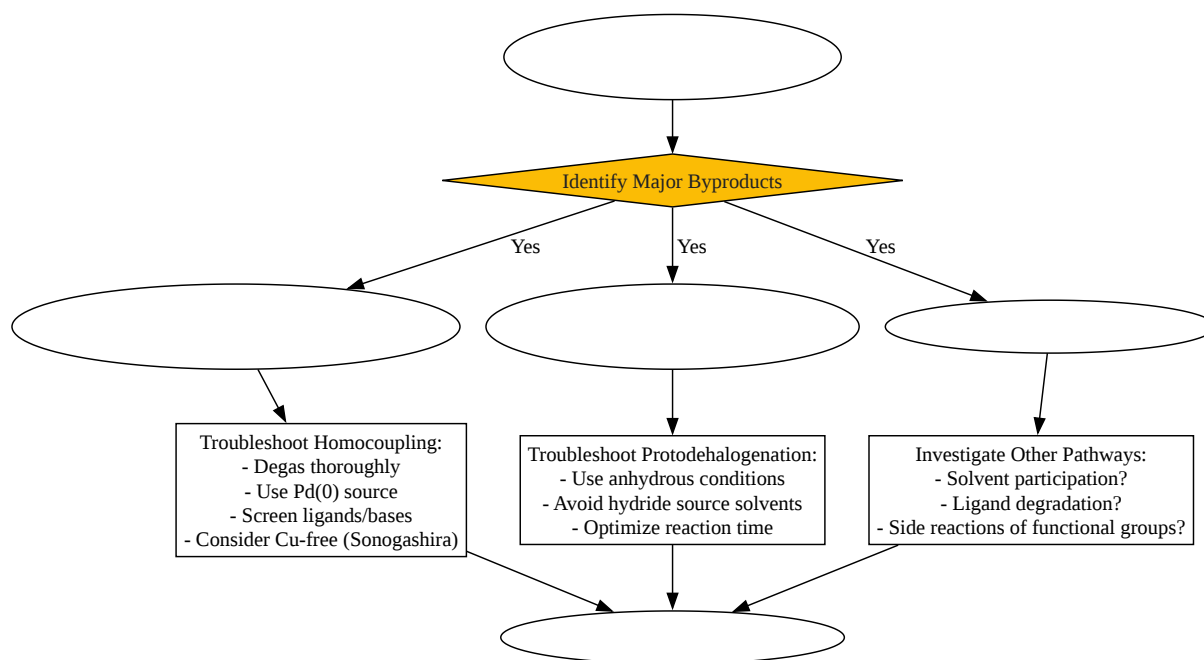 Identify Major Byproducts
Yes
Yes
Yes
Troubleshoot Homocoupling:
- Degas thoroughly
- Use Pd(0) source
- Screen ligands/bases
- Consider Cu-free (Sonogashira)
Troubleshoot Protodehalogenation:
- Use anhydrous conditions
- Avoid hydride source solvents
- Optimize reaction time
Investigate Other Pathways:
- Solvent participation?
- Ligand degradation?
- Side reactions of functional groups?